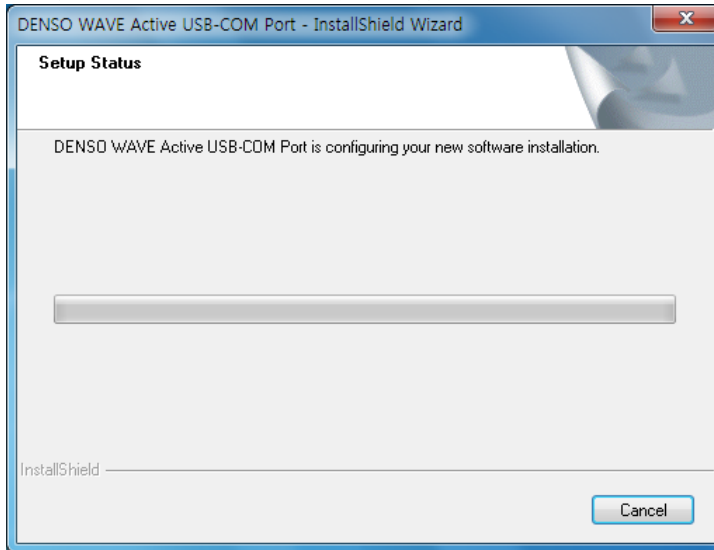 DENSO WAVE Active USB-COM Port - InstallShield Wizard
Setup Status
DENSO WAVE Active USB-COM Port is configuring your new software installation.
InstallShield
Cancel